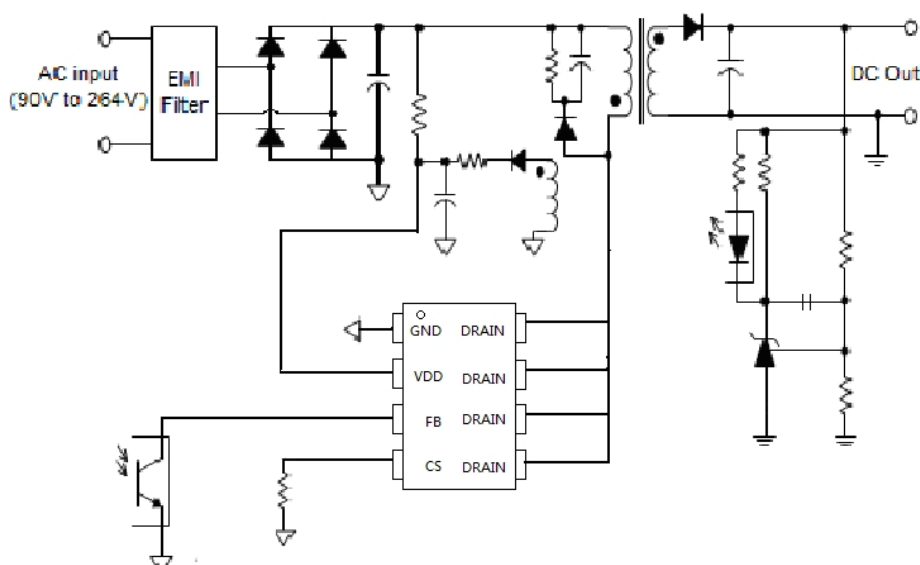 AC input
(90V to 264V)
EMI
Filter
DC Out
GND DRAIN
VDD DRAIN
FB DRAIN
CS DRAIN